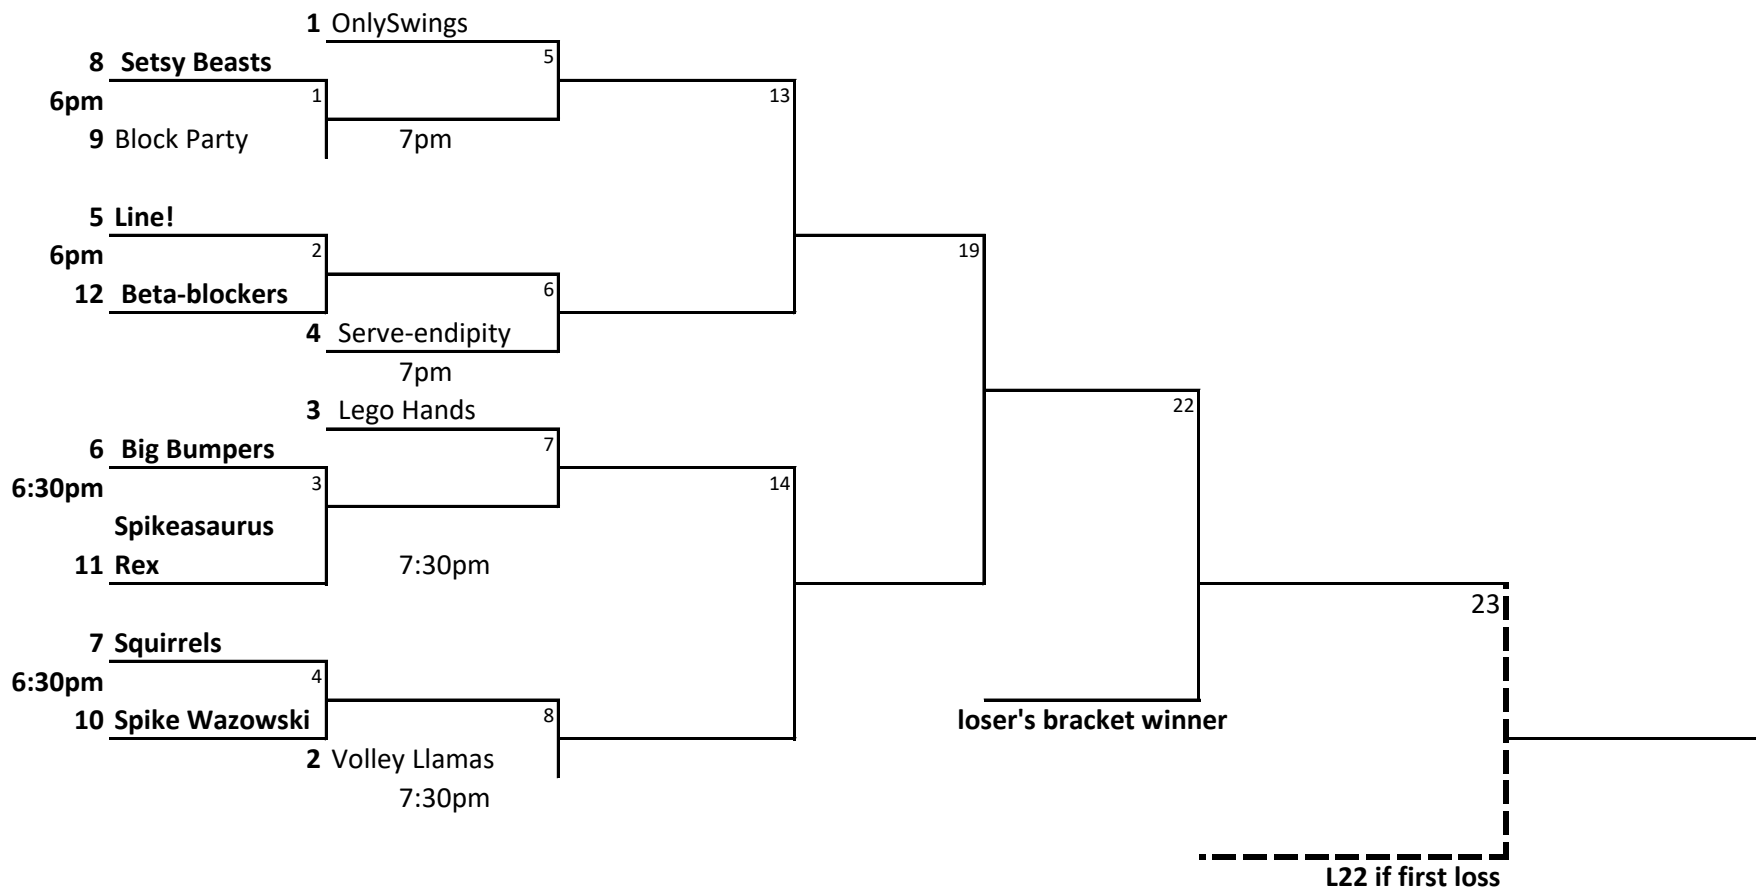 1 OnlySwings
5
8 Setsy Beasts
6pm
1
13
9 Block Party
7pm
5 Line!
6pm
2
19
12 Beta-blockers
6
4 Serve-endipity
7pm
3 Lego Hands
22
6 Big Bumpers
7
6:30pm
3
14
Spikeasaurus
11 Rex
7:30pm
23
7 Squirrels
6:30pm
4
10 Spike Wazowski
8
loser's bracket winner
2 Volley Llamas
7:30pm
L22 if first loss